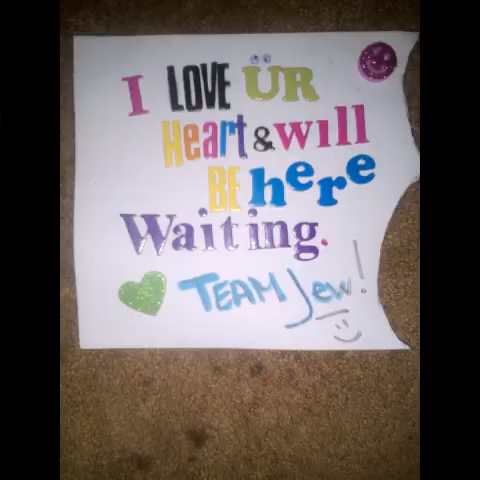 I LOVE ÜR
Heart & will
BE here
Waiting.
TEAM Jew!